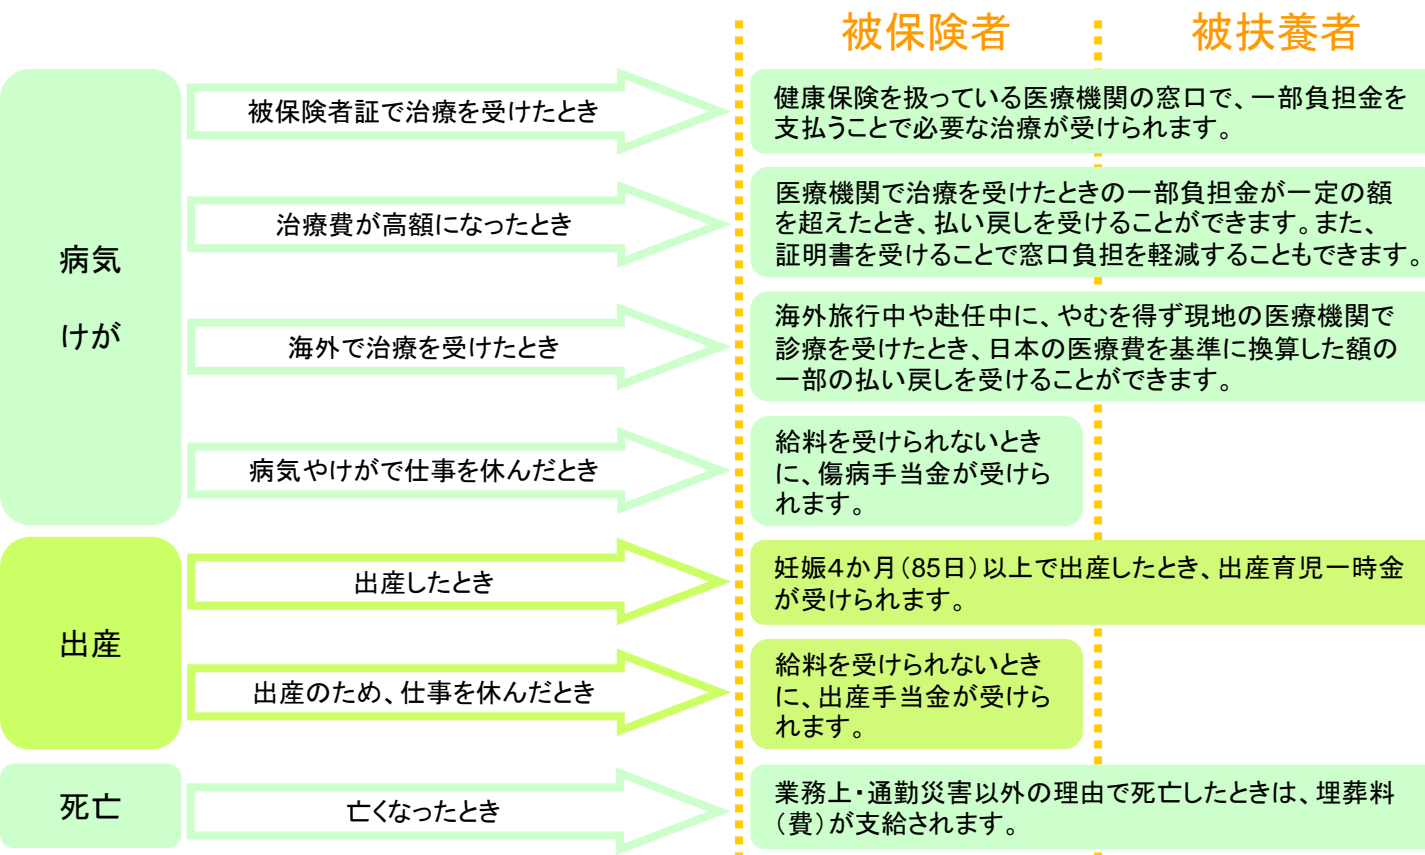 被保険者
被扶養者
病気
けが
被保険者証で治療を受けたとき
健康保険を扱っている医療機関の窓口で、一部負担金を
支払うことで必要な治療が受けられます。
治療費が高額になったとき
医療機関で治療を受けたときの一部負担金が一定の額
を超えたとき、払い戻しを受けることができます。また、
証明書を受けることで窓口負担を軽減することもできます。
海外で治療を受けたとき
海外旅行中や赴任中に、やむを得ず現地の医療機関で
診療を受けたとき、日本の医療費を基準に換算した額の
一部の払い戻しを受けることができます。
病気やけがで仕事を休んだとき
給料を受けられないとき
に、傷病手当金が受けら
れます。
出産
出産したとき
妊娠4か月(85日)以上で出産したとき、出産育児一時金
が受けられます。
出産のため、仕事を休んだとき
給料を受けられないとき
に、出産手当金が受けら
れます。
死亡
亡くなったとき
業務上・通勤災害以外の理由で死亡したときは、埋葬料
(費)が支給されます。